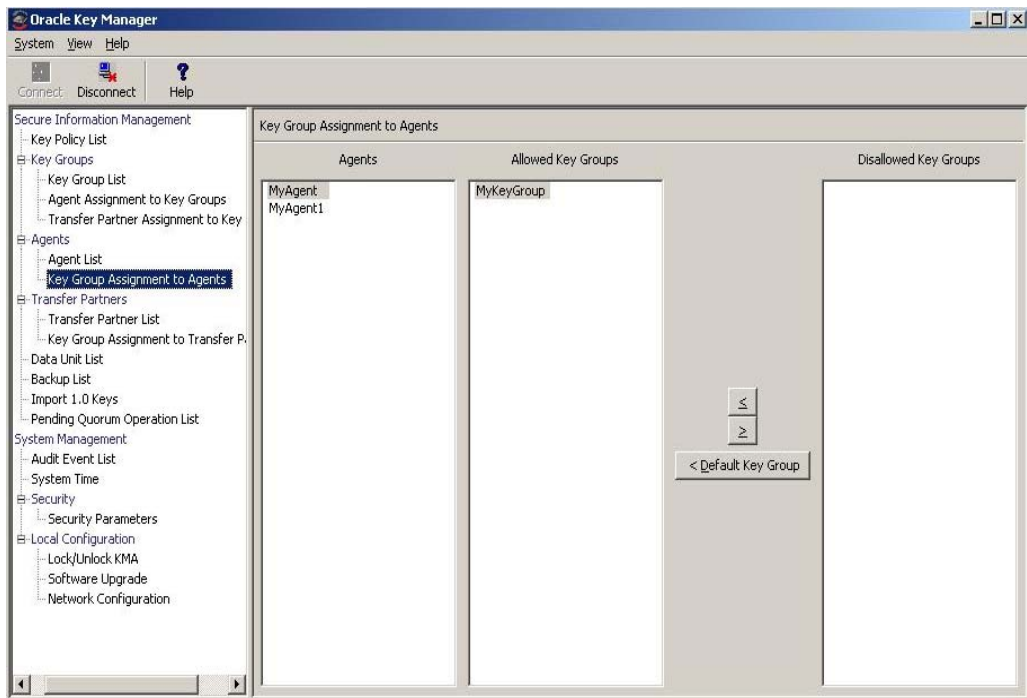 Oracle Key Manager
System View Help
Connect Disconnect Help
Secure Information Management
Key Policy List
Key Groups
Key Group List
Agent Assignment to Key Groups
Transfer Partner Assignment to Key
Agents
Agent List
Key Group Assignment to Agents
Transfer Partners
Transfer Partner List
Key Group Assignment to Transfer P
Data Unit List
Backup List
Import 1.0 Keys
Pending Quorum Operation List
System Management
Audit Event List
System Time
Security
Security Parameters
Local Configuration
Lock/Unlock KMA
Software Upgrade
Network Configuration
Key Group Assignment to Agents
Agents
MyAgent
MyAgent1
Allowed Key Groups
MyKeyGroup
<
>
< Default Key Group
Disallowed Key Groups